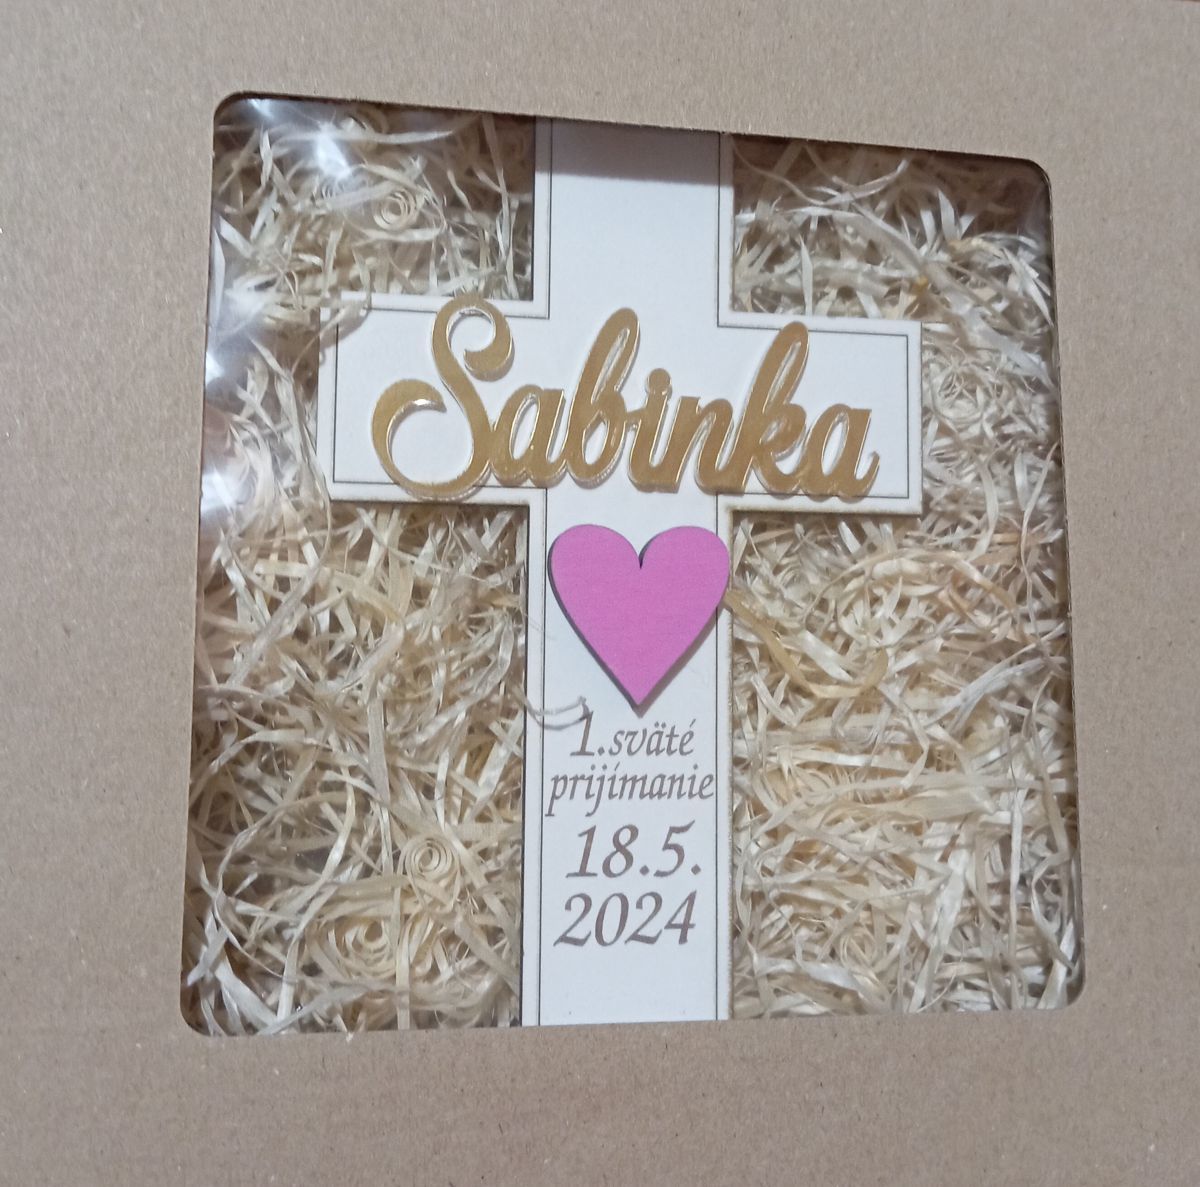 Sabinka
1.sväté
prijímanie
18.5.
2024